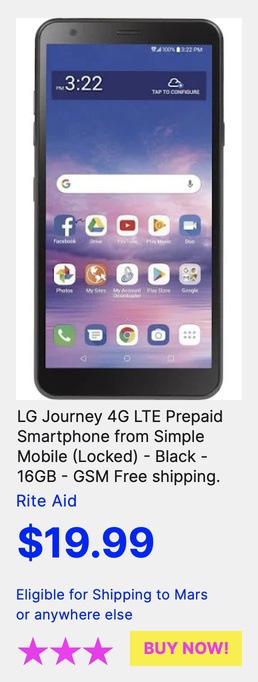 100% 3:22 PM
PM 3:22
TAP TO CONFIGURE
G
Facebook Drive YouTube Play Music Duo
Photos My Sites My Account Downloader Play Store Google
LG Journey 4G LTE Prepaid
Smartphone from Simple
Mobile (Locked) - Black -
16GB - GSM Free shipping.
Rite Aid
$19.99
Eligible for Shipping to Mars
or anywhere else
BUY NOW!